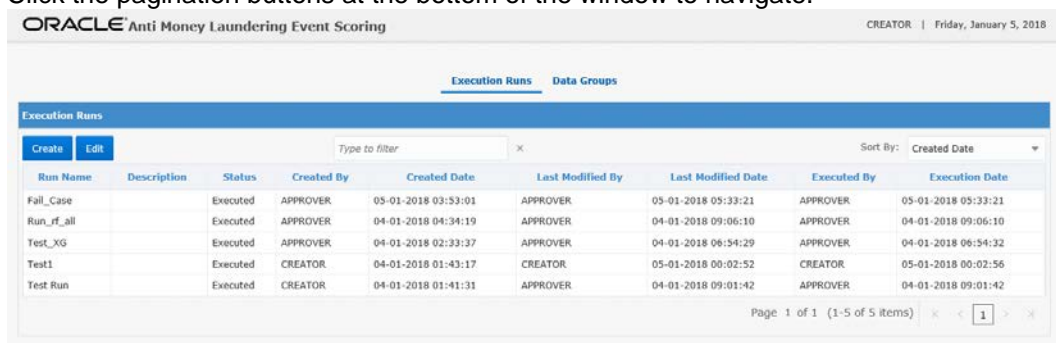 Click the pagination buttons at the bottom of the window to navigate.
ORACLE Anti Money Laundering Event Scoring CREATOR | Friday, January 5, 2018
Execution Runs Data Groups
Execution Runs
Create Edit Type to filter × Sort By: Created Date
Run Name Description Status Created By Created Date Last Modified By Last Modified Date Executed By Execution Date
Fail_Case Executed APPROVER 05-01-2018 03:53:01 APPROVER 05-01-2018 05:33:21 APPROVER 05-01-2018 05:33:21
Run_rf_all Executed APPROVER 04-01-2018 04:34:19 APPROVER 04-01-2018 09:06:10 APPROVER 04-01-2018 09:06:10
Test_XG Executed APPROVER 04-01-2018 02:33:37 APPROVER 04-01-2018 06:54:29 APPROVER 04-01-2018 06:54:32
Test1 Executed CREATOR 04-01-2018 01:43:17 CREATOR 05-01-2018 00:02:52 CREATOR 05-01-2018 00:02:56
Test Run Executed CREATOR 04-01-2018 01:41:31 APPROVER 04-01-2018 09:01:42 APPROVER 04-01-2018 09:01:42
Page 1 of 1 (1-5 of 5 items) 1